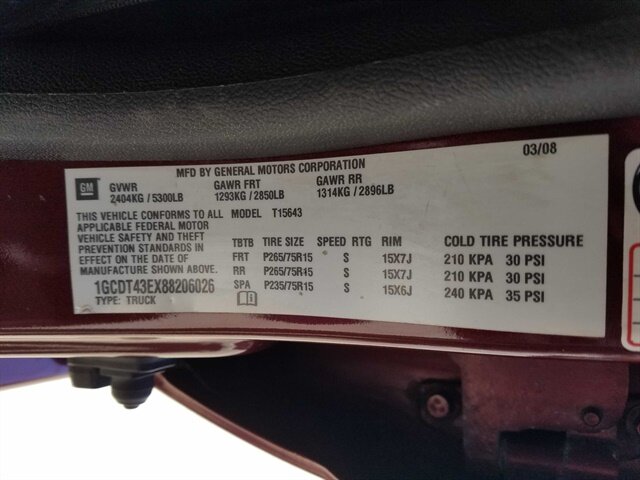 03/08
MFD BY GENERAL MOTORS CORPORATION
GM
GVWR GAWR FRT GAWR RR
2404KG / 5300LB 1293KG / 2850LB 1314KG / 2896LB
THIS VEHICLE CONFORMS TO ALL MODEL T15643
APPLICABLE FEDERAL MOTOR
VEHICLE SAFETY AND THEFT
PREVENTION STANDARDS IN
EFFECT ON THE DATE OF
MANUFACTURE SHOWN ABOVE.
1GCDT43EX88206026
TYPE: TRUCK
TBTB TIRE SIZE SPEED RTG RIM COLD TIRE PRESSURE
FRT P265/75R15 S 15X7J 210 KPA 30 PSI
RR P265/75R15 S 15X7J 210 KPA 30 PSI
SPA P235/75R15 S 15X6J 240 KPA 35 PSI